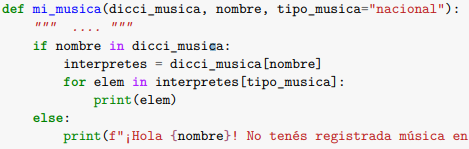 def mi_musica(dicci_musica, nombre, tipo_musica="nacional"):
""" .... """
if nombre in dicci_musica:
interpretes = dicci_musica[nombre]
for elem in interpretes[tipo_musica]:
print(elem)
else:
print(f"¡Hola {nombre}! No tenés registrada música en